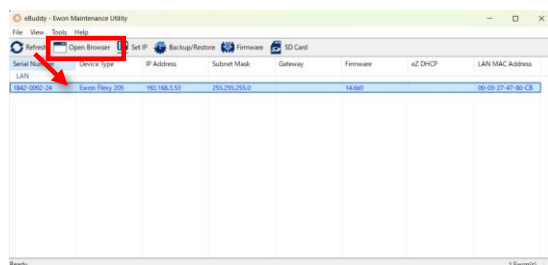 eBuddy - Ewon Maintenance Utility
File View Tools Help
Refresh Open Browser Set IP Backup/Restore Firmware SD Card
Serial Number Device Type IP Address Subnet Mask Gateway Firmware eZ DHCP LAN MAC Address
LAN
1842-0092-24 Ewon Flexy 205 192.168.3.53 255.255.255.0 14.6s0 00-03-27-47-80-CB
Ready 1 Ewon(s)